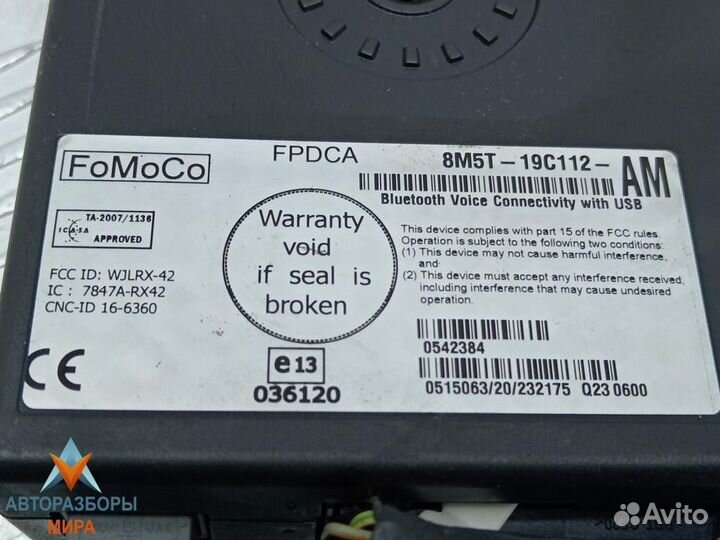 FoMoCo
FPDCA
8M5T-19C112-
AM
Bluetooth Voice Connectivity with USB
TA-2007/1136
ICASA
APPROVED
FCC ID: WJLRX-42
IC : 7847A-RX42
CNC-ID 16-6360
Warranty
void
if seal is
broken
This device complies with part 15 of the FCC rules.
Operation is subject to the following two conditions:
(1) This device may not cause harmful interference,
and
(2) This device must accept any interference received,
including interference that may cause undesired
operation.
0542384
0515063/20/232175 Q23 0600
CE
e13
036120
АВТОРАЗБОРЫ
МИРА
Avito